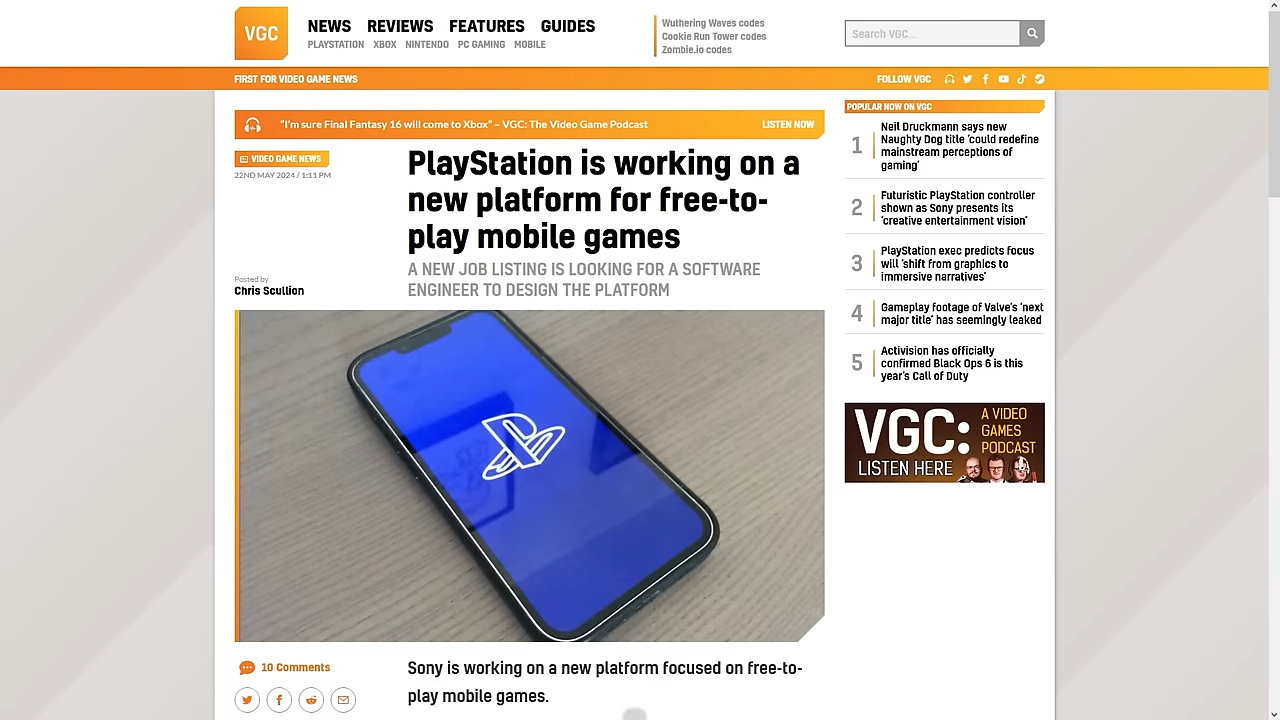 VGC
NEWS REVIEWS FEATURES GUIDES
PLAYSTATION XBOX NINTENDO PC GAMING MOBILE
Wuthering Waves codes
Cookie Run Tower codes
Zombie.io codes
Search VGC...
FIRST FOR VIDEO GAME NEWS
FOLLOW VGC
"I'm sure Final Fantasy 16 will come to Xbox" – VGC: The Video Game Podcast
LISTEN NOW
VIDEO GAME NEWS
22ND MAY 2024 / 1:11 PM
PlayStation is working on a
new platform for free-to-
play mobile games
A NEW JOB LISTING IS LOOKING FOR A SOFTWARE
ENGINEER TO DESIGN THE PLATFORM
Posted by
Chris Scullion
10 Comments
Sony is working on a new platform focused on free-to-
play mobile games.
POPULAR NOW ON VGC
1
Neil Druckmann says new
Naughty Dog title ‘could redefine
mainstream perceptions of
gaming’
2
Futuristic PlayStation controller
shown as Sony presents its
‘creative entertainment vision’
3
PlayStation exec predicts focus
will ‘shift from graphics to
immersive narratives’
4
Gameplay footage of Valve’s ‘next
major title’ has seemingly leaked
5
Activision has officially
confirmed Black Ops 6 is this
year’s Call of Duty
VGC:
A VIDEO
GAMES
PODCAST
LISTEN HERE